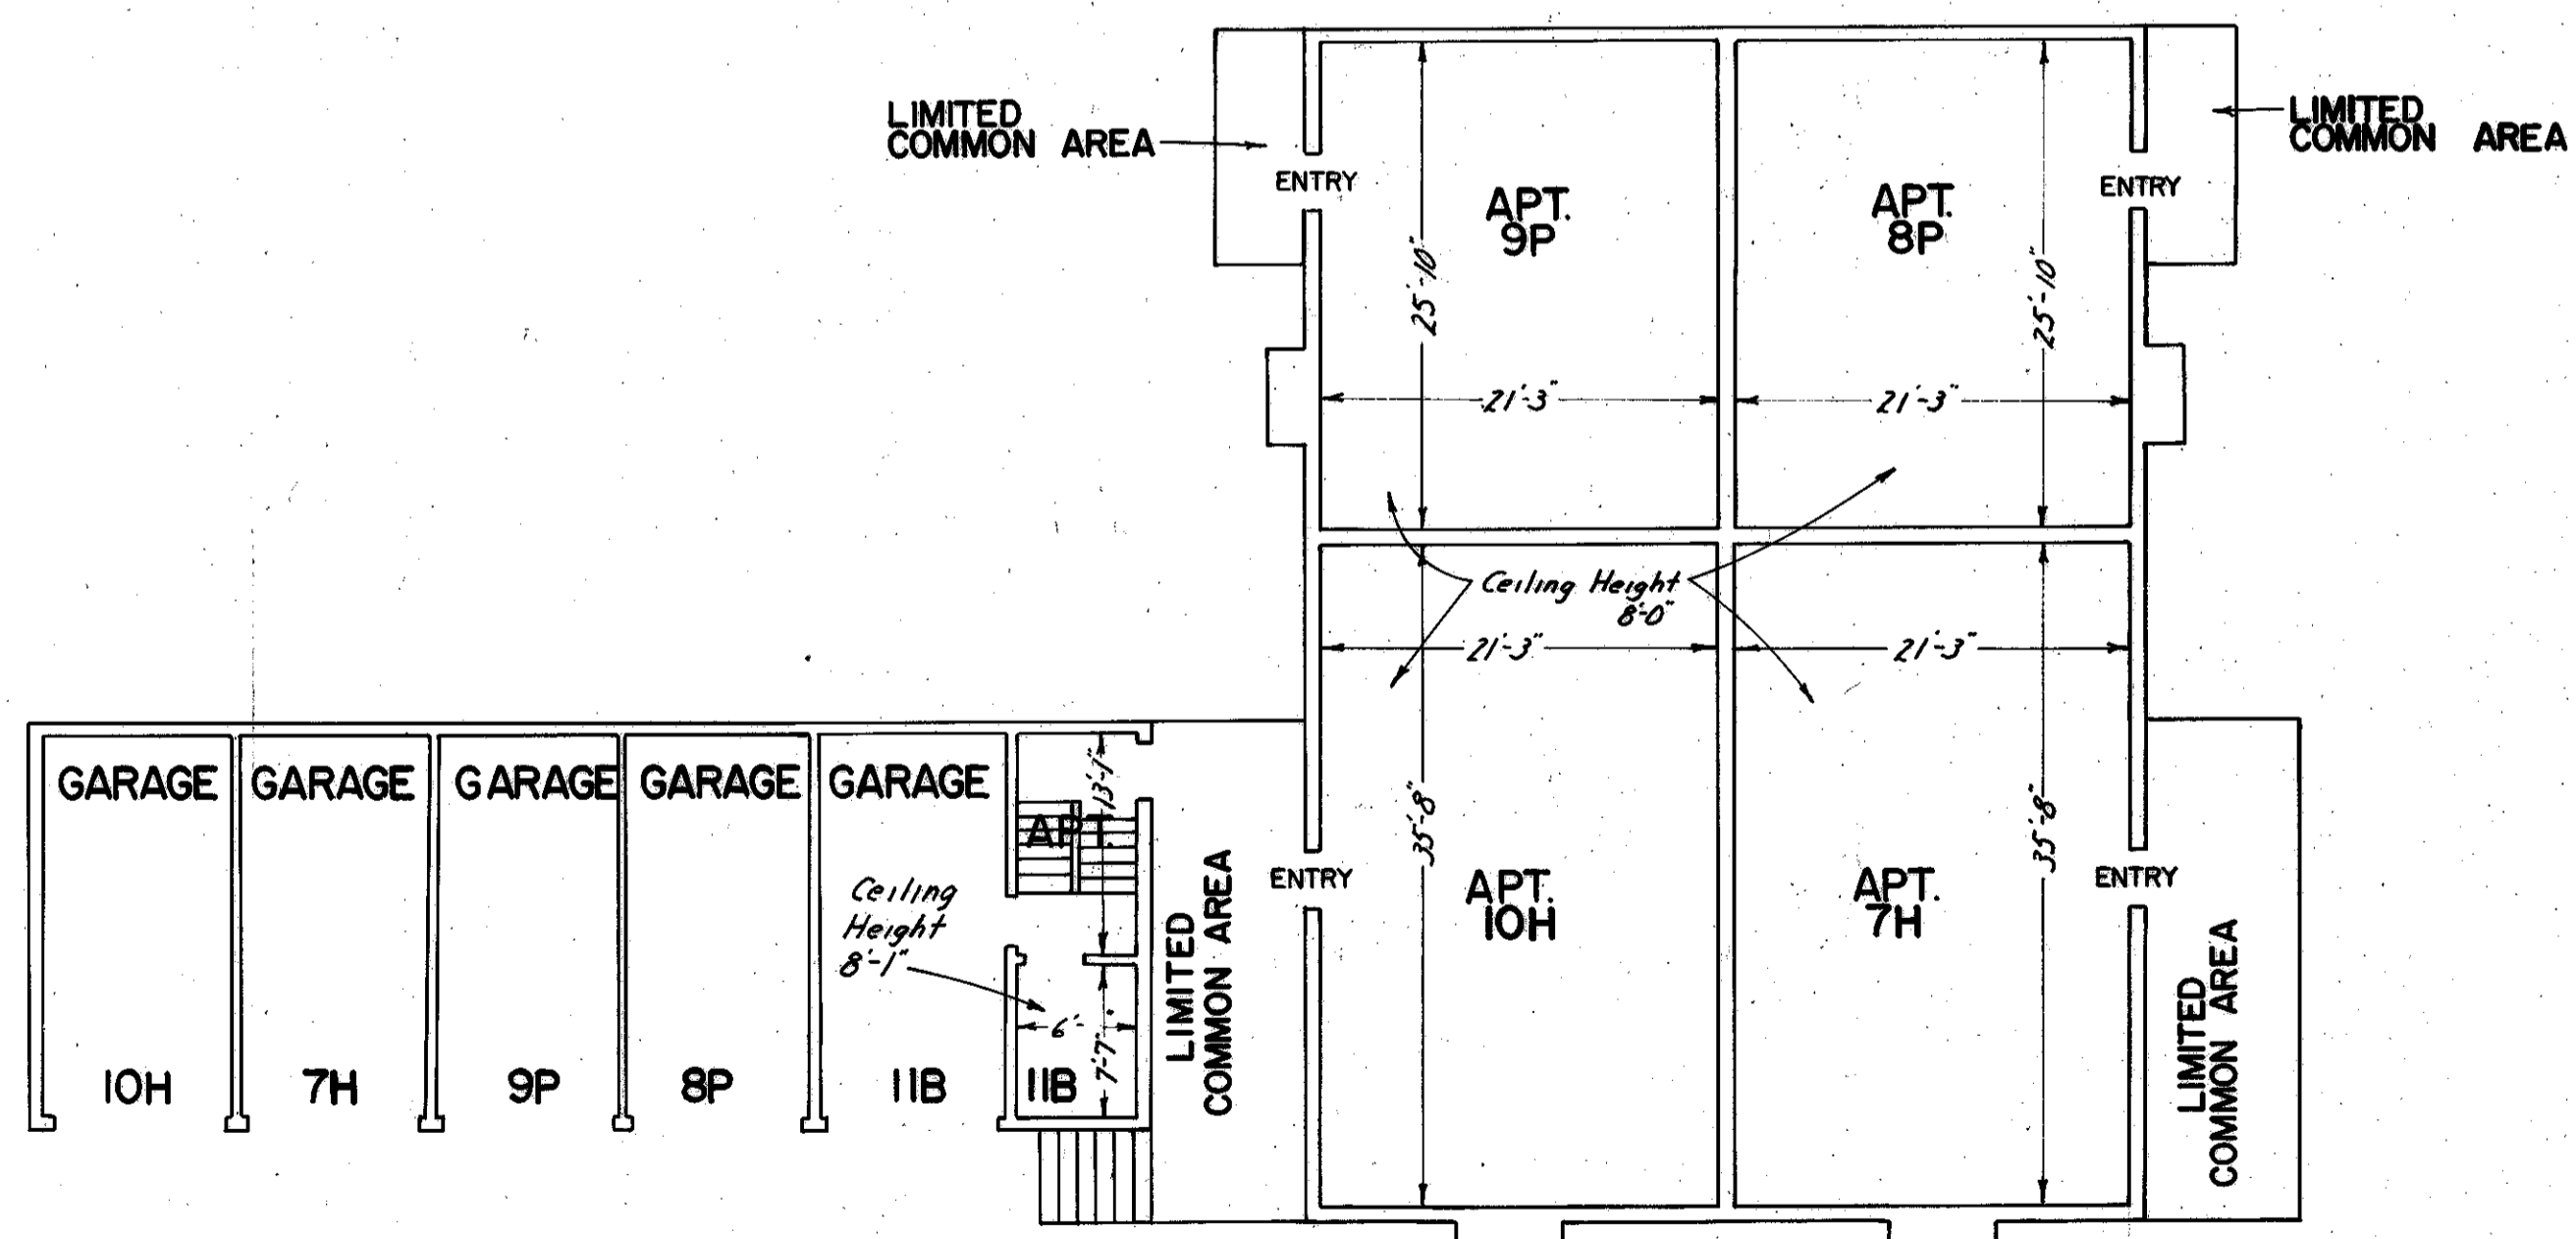 LIMITED
COMMON AREA
LIMITED
COMMON AREA
ENTRY
APT.
9P
APT.
8P
ENTRY
25'-10"
25'-10"
21'-3"
21'-3"
Ceiling Height
8'-0"
21'-3"
21'-3"
GARAGE
GARAGE
GARAGE
GARAGE
GARAGE
13'-1"
APT.
35'-8"
35'-8"
Ceiling
Height
8'-1"
LIMITED
COMMON AREA
ENTRY
APT.
10H
APT.
7H
ENTRY
LIMITED
COMMON AREA
6'-
7'-7"
10H
7H
9P
8P
11B
11B